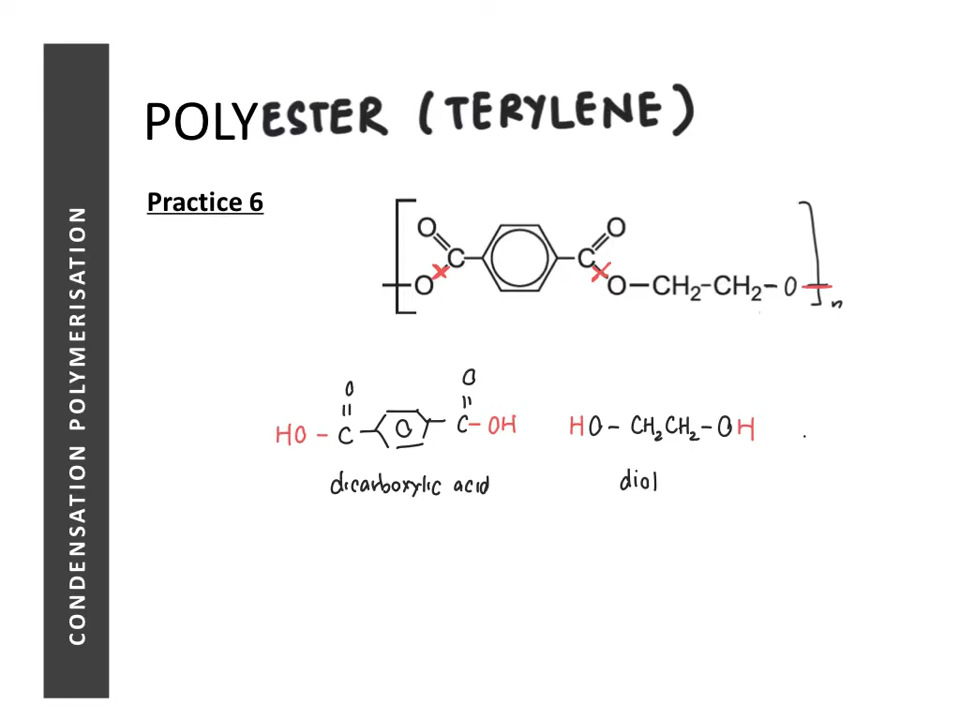 CONDENSATION POLYMERISATION
POLYESTER (TERYLENE)
Practice 6
O O
C C
O O–CH2–CH2–O n
O O
HO–C C–OH HO–CH2CH2–OH
dicarboxylic acid diol